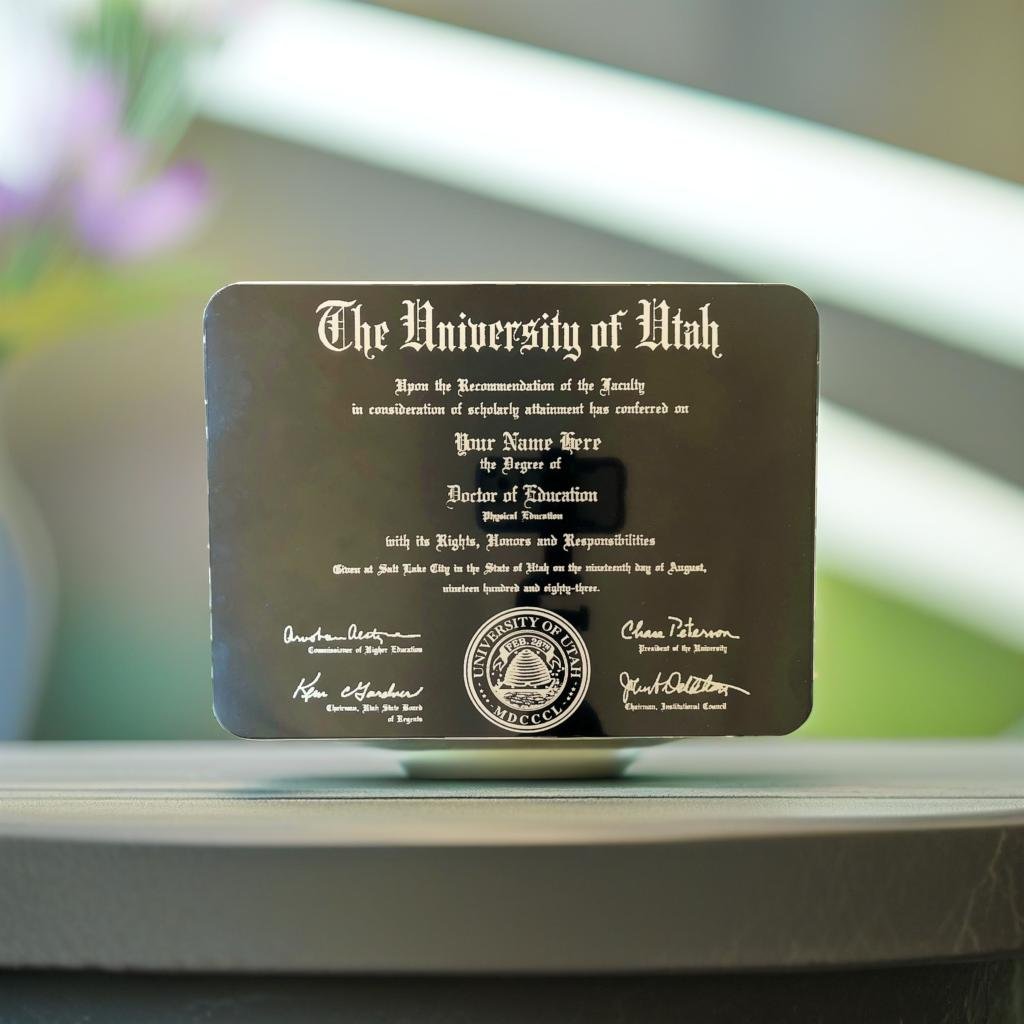 The University of Utah
Upon the Recommendation of the Faculty
in consideration of scholarly attainment has conferred on
Your Name Here
the Degree of
Doctor of Education
Physical Education
with its Rights, Honors and Responsibilities
Given at Salt Lake City in the State of Utah on the nineteenth day of August,
nineteen hundred and eighty-three.
Commissioner of Higher Education
Chase Peterson
President of the University
Kem Gardner
Chairman, Utah State Board
of Regents
Chairman, Institutional Council
UNIVERSITY OF UTAH
FEB. 28TH
MDCCCL